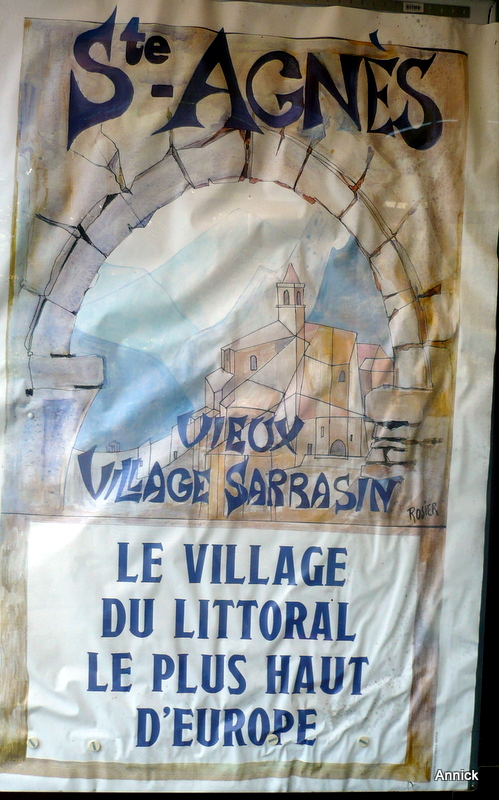 Ste-AGNÈS
VIEUX
VILLAGE SARRASIN
ROSIER
LE VILLAGE
DU LITTORAL
LE PLUS HAUT
D'EUROPE
Annick